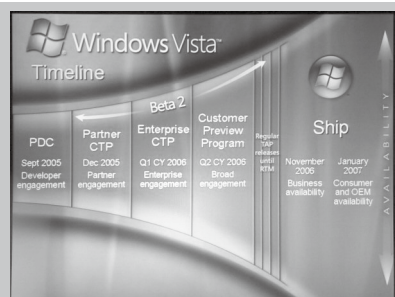 Windows Vista™
Timeline
Beta 2
PDC
Sept 2005
Developer
engagement
Partner
CTP
Dec 2005
Partner
engagement
Enterprise
CTP
Q1 CY 2006
Enterprise
engagement
Customer
Preview
Program
Q2 CY 2006
Broad
engagement
Regular
TAP
releases
until
RTM
Ship
November
2006
Business
availability
January
2007
Consumer
and OEM
availability
AVAILABILITY